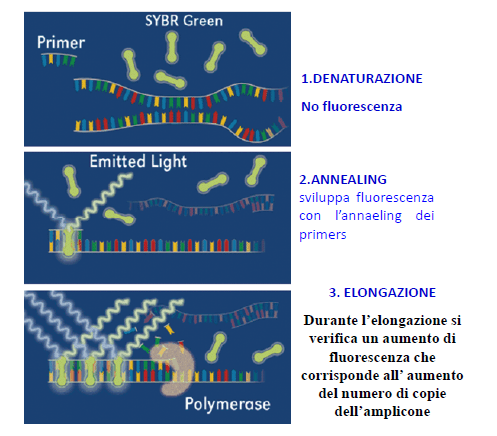 SYBR Green
Primer
1.DENATURAZIONE
No fluorescenza
Emitted Light
2.ANNEALING
sviluppa fluorescenza
con l'annaeling dei
primers
3. ELONGAZIONE
Durante l'elongazione si
verifica un aumento di
fluorescenza che
corrisponde all' aumento
del numero di copie
dell'amplicone
Polymerase